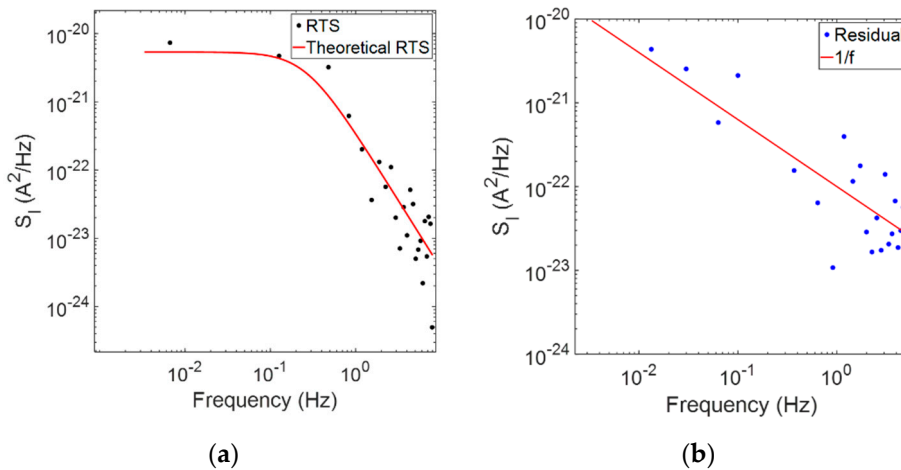 10^-20
10^-21
10^-22
10^-23
10^-24
S_I (A^2/Hz)
RTS
Theoretical RTS
10^-2
10^-1
10^0
Frequency (Hz)
(a)
10^-20
10^-21
10^-22
10^-23
10^-24
S_I (A^2/Hz)
Residual
1/f
10^-2
10^-1
10^0
Frequency (Hz)
(b)